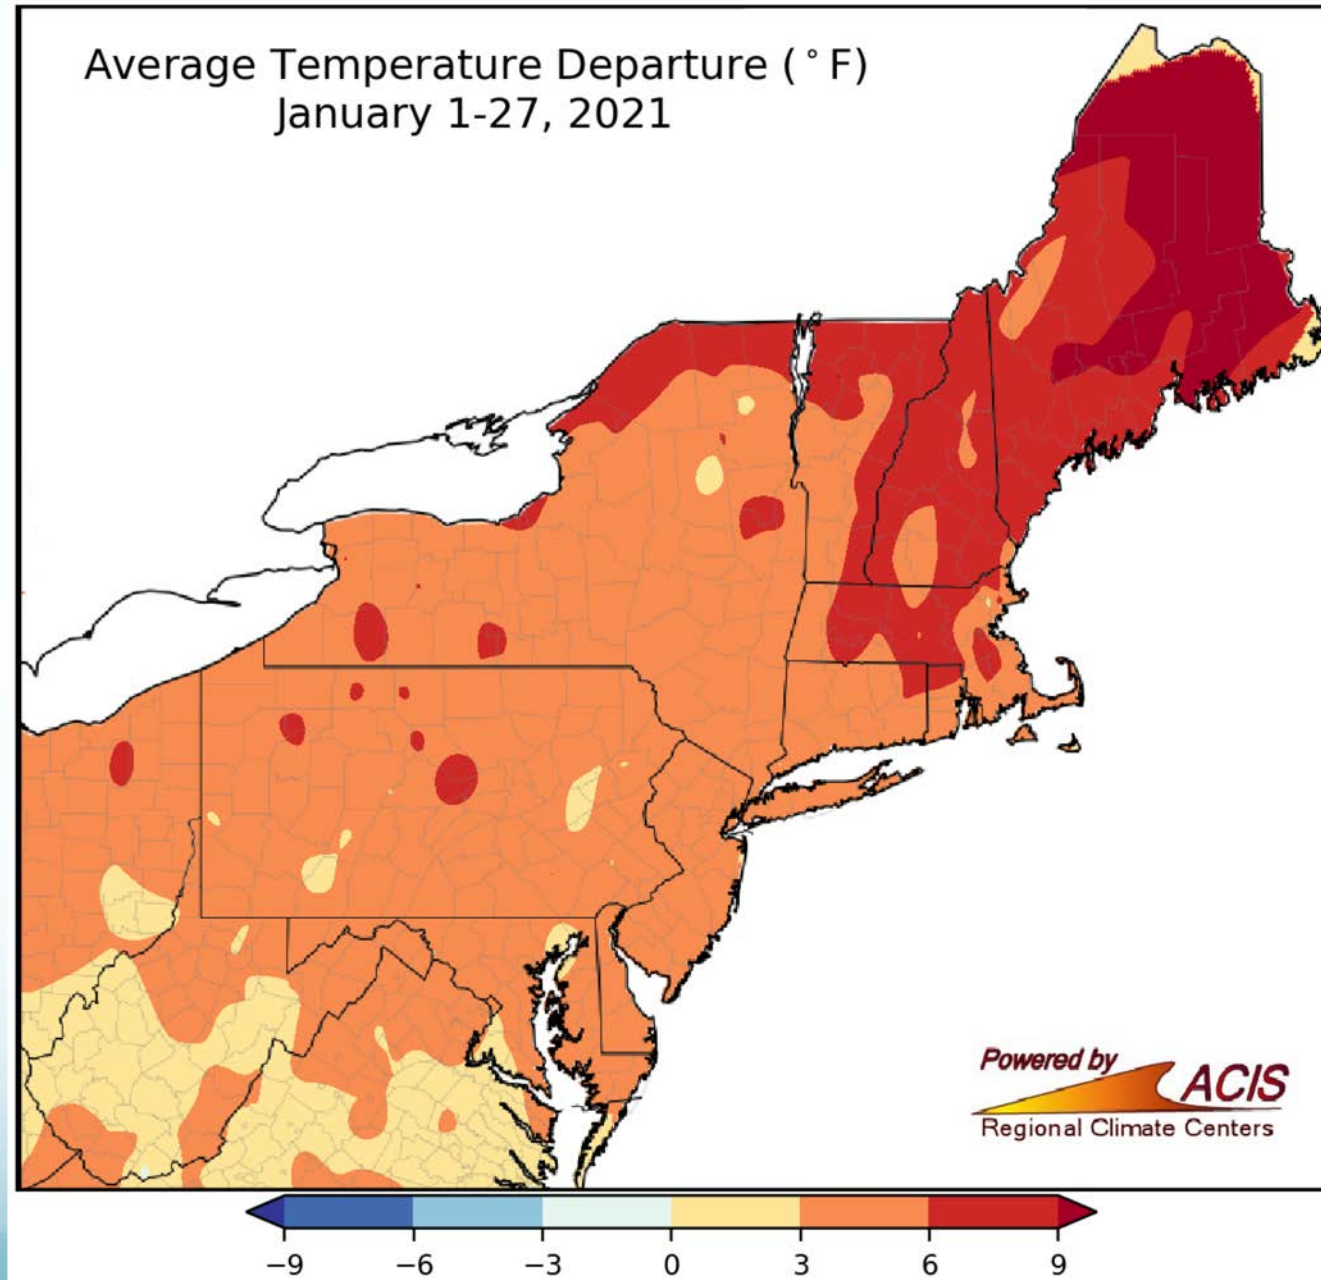 Average Temperature Departure (°F)
January 1-27, 2021
Powered by
ACIS
Regional Climate Centers
−9 −6 −3 0 3 6 9